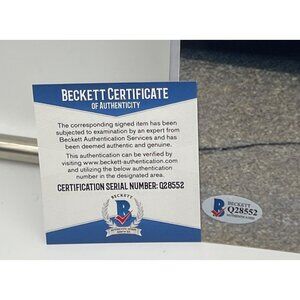 BECKETT CERTIFICATE
OF AUTHENTICITY
The corresponding signed item has been
subjected to examination by an expert from
Beckett Authentication Services and has
been deemed authentic and genuine.
This authentication can be verified by
visiting www.beckett-authentication.com
and utilizing the below authentication
number in the designated area.
CERTIFICATION SERIAL NUMBER: Q28552
BECKETT
B
BECKETT
Q28552